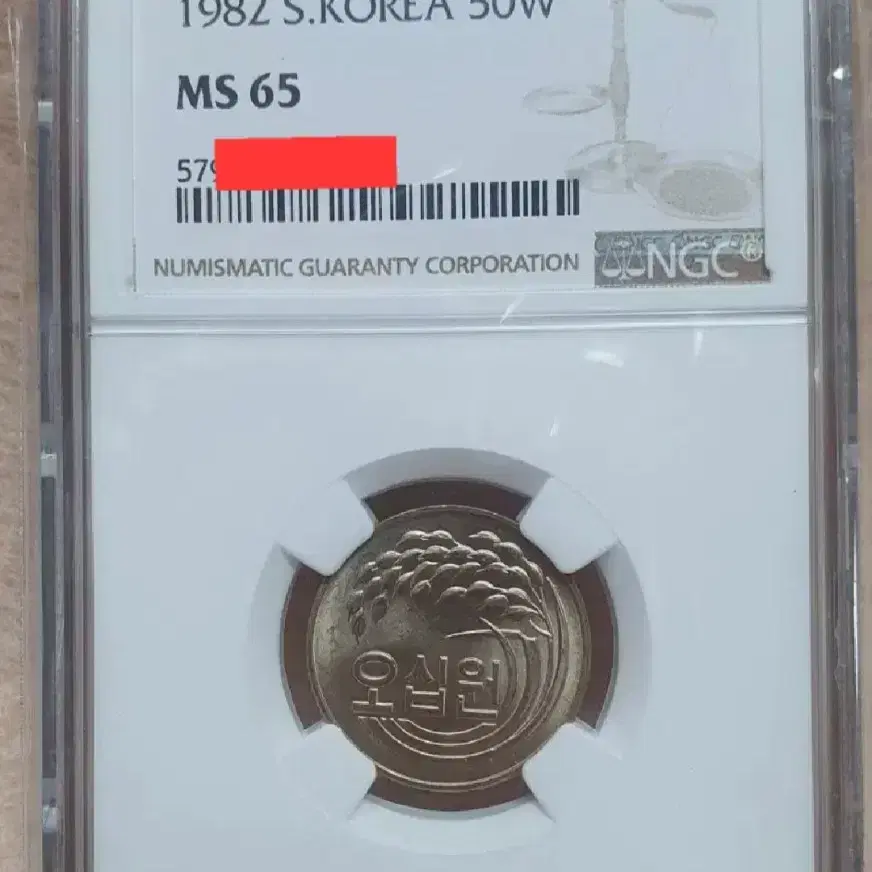 1982 S.KOREA 50W
MS 65
579
NUMISMATIC GUARANTY CORPORATION
NGC®
오십원